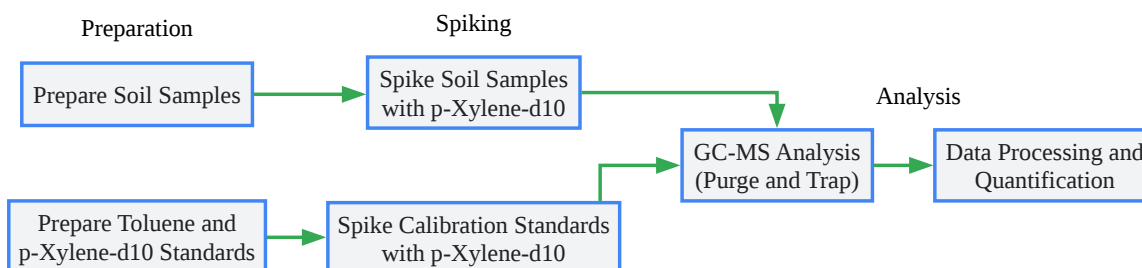 Preparation
Spiking
Analysis
Prepare Soil Samples
Spike Soil Samples
with p-Xylene-d10
GC-MS Analysis
(Purge and Trap)
Data Processing and
Quantification
Prepare Toluene and
p-Xylene-d10 Standards
Spike Calibration Standards
with p-Xylene-d10